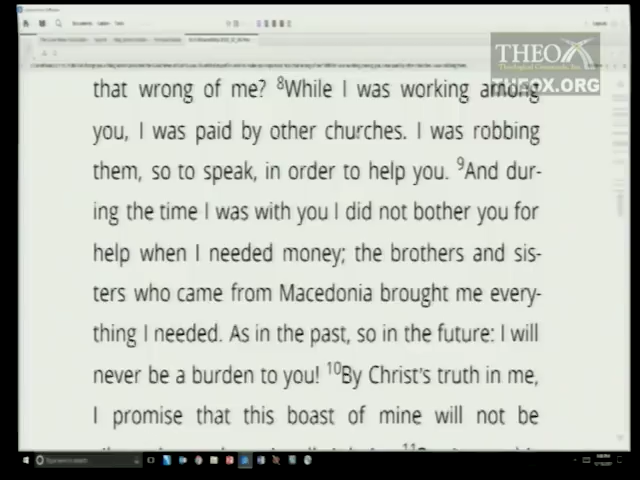 THEOX
THEOX.ORG
that wrong of me? 8While I was working among
you, I was paid by other churches. I was robbing
them, so to speak, in order to help you. 9And dur-
ing the time I was with you I did not bother you for
help when I needed money; the brothers and sis-
ters who came from Macedonia brought me every-
thing I needed. As in the past, so in the future: I will
never be a burden to you! 10By Christ's truth in me,
I promise that this boast of mine will not be